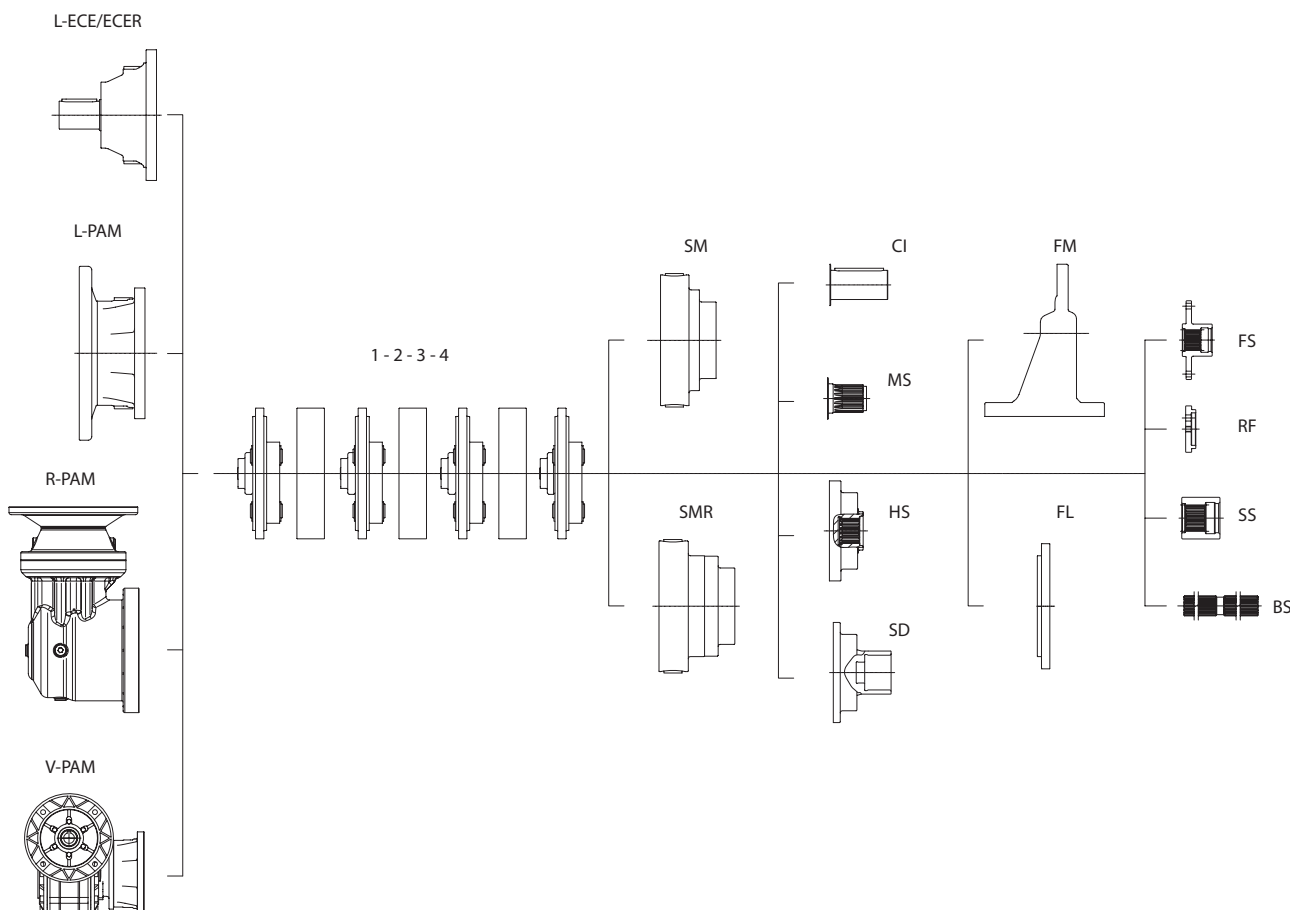 L-ECE/ECER
L-PAM
R-PAM
V-PAM
1 - 2 - 3 - 4
SM
SMR
CI
MS
HS
SD
FM
FL
FS
RF
SS
BS